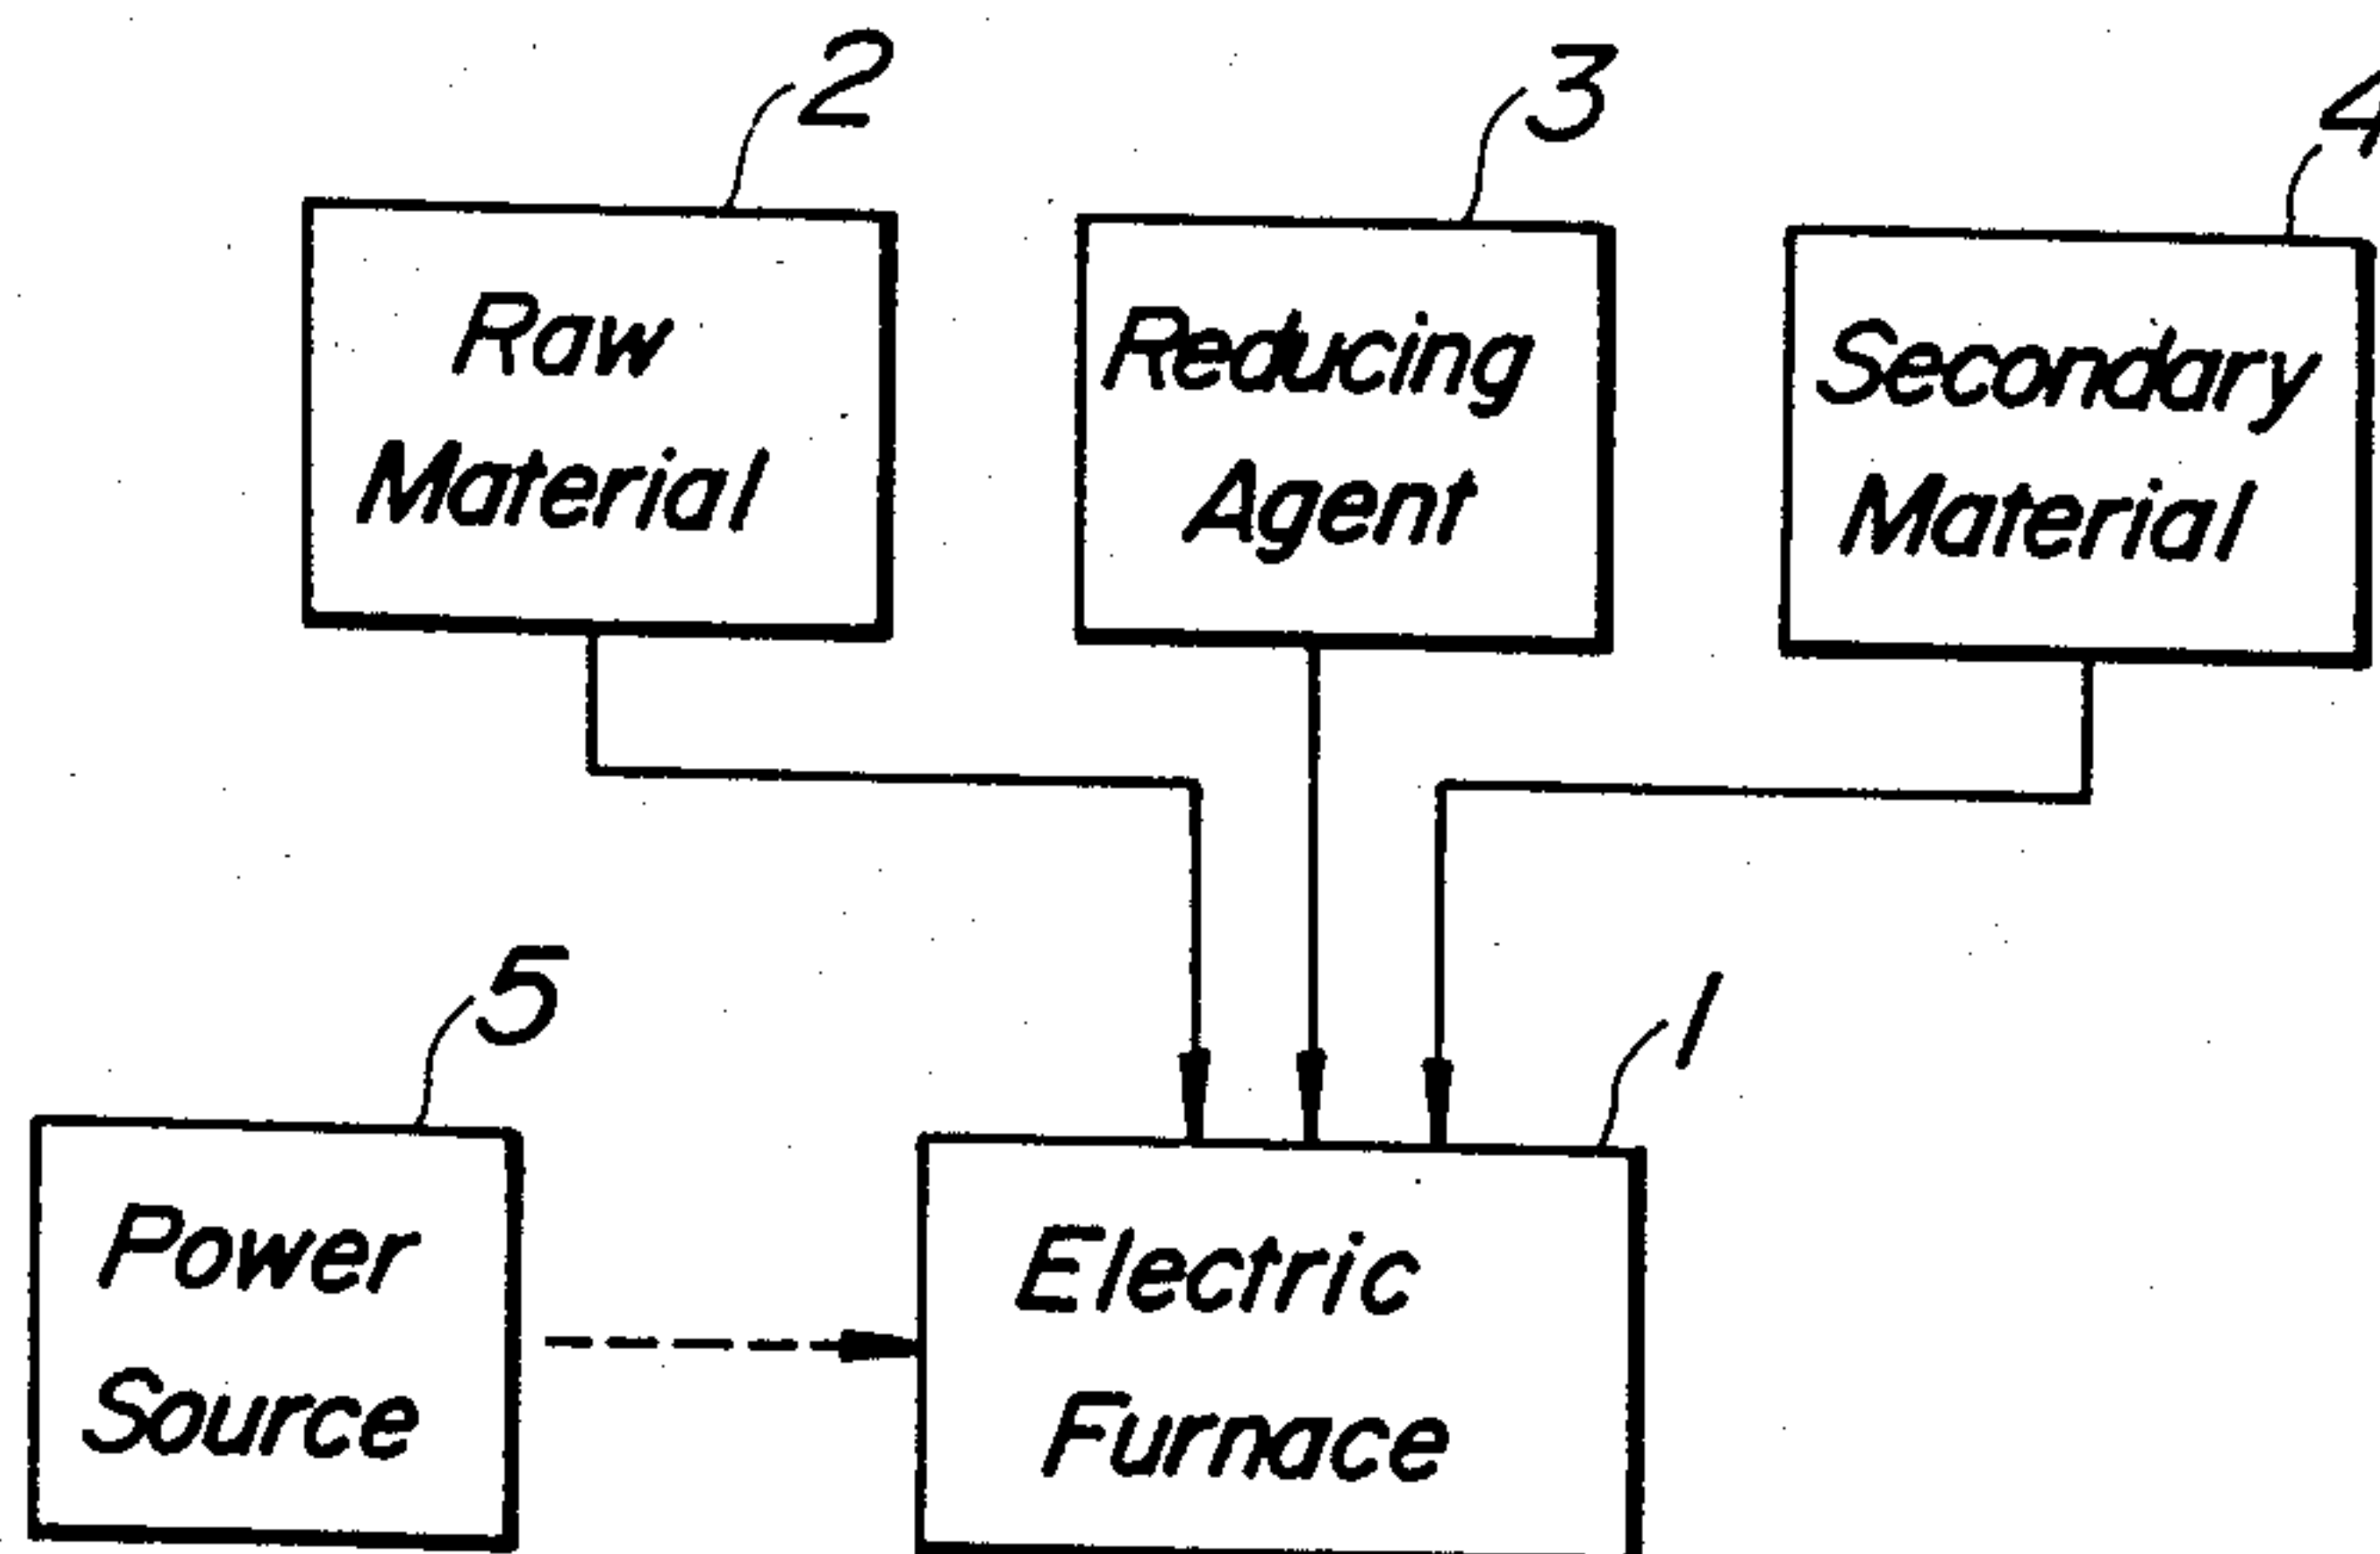 2
3
4
Raw
Material
Reducing
Agent
Secondary
Material
5
1
Power
Source
Electric
Furnace